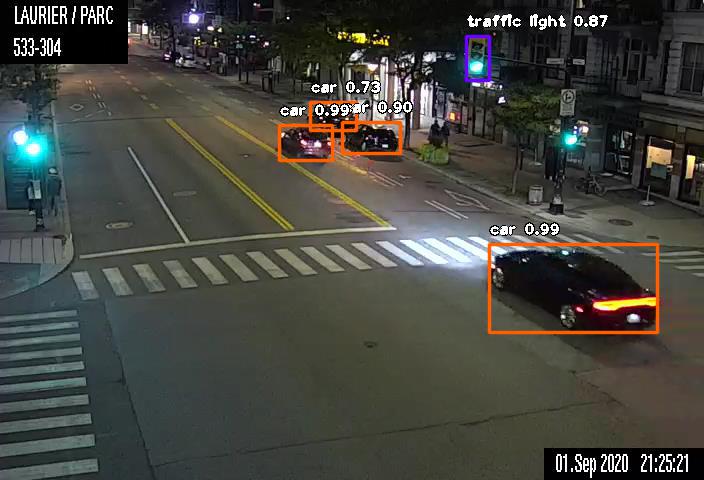 LAURIER / PARC
533-304
traffic light 0.87
car 0.73
car 0.99
car 0.90
car 0.99
01.Sep 2020 21:25:21